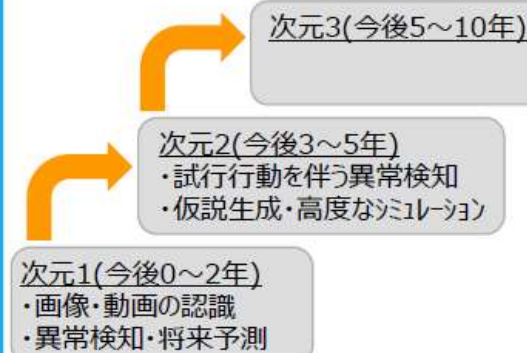 次元3(今後5～10年)
次元2(今後3～5年)
・試行行動を伴う異常検知
・仮説生成・高度なｼﾐｭﾚｰｼｮﾝ
次元1(今後0～2年)
・画像・動画の認識
・異常検知・将来予測